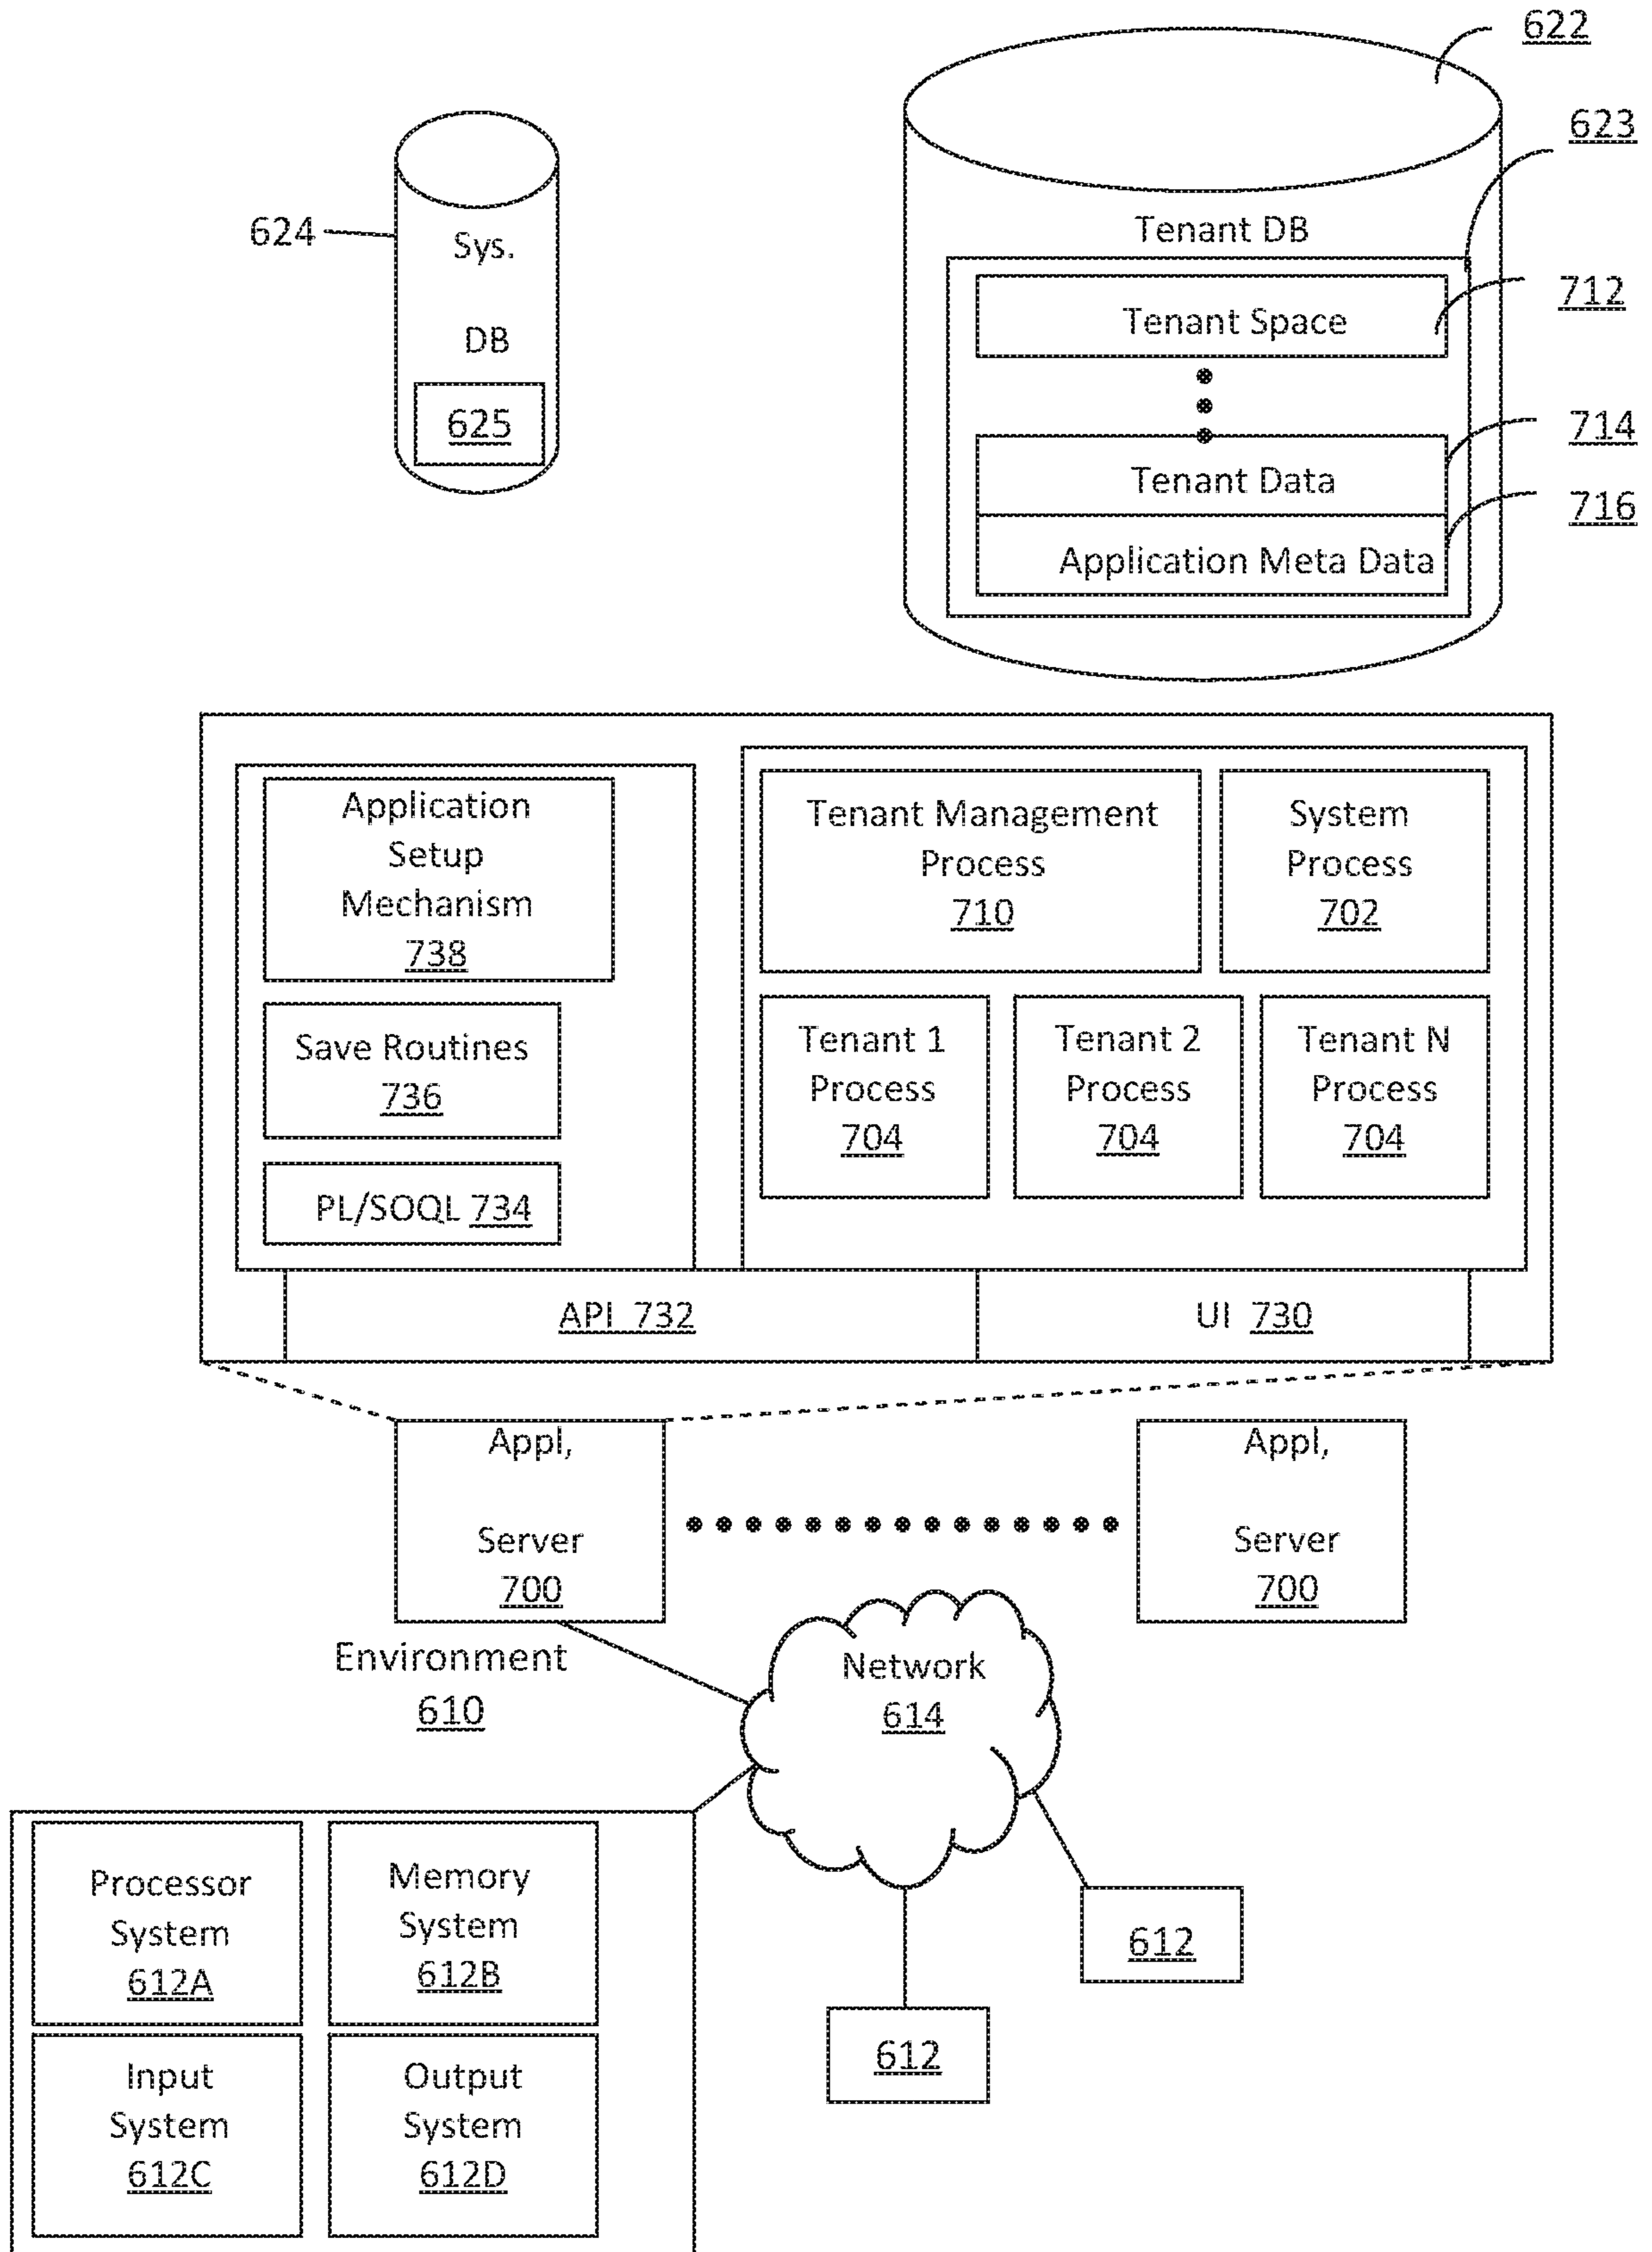 622
623
624
Sys.
DB
625
Tenant DB
Tenant Space
712
714
Tenant Data
716
Application Meta Data
Application
Setup
Mechanism
738
Save Routines
736
PL/SOQL 734
Tenant Management
Process
710
System
Process
702
Tenant 1
Process
704
Tenant 2
Process
704
Tenant N
Process
704
API 732
UI 730
Appl,
Server
700
Appl,
Server
700
Environment
610
Network
614
Processor
System
612A
Memory
System
612B
Input
System
612C
Output
System
612D
612
612